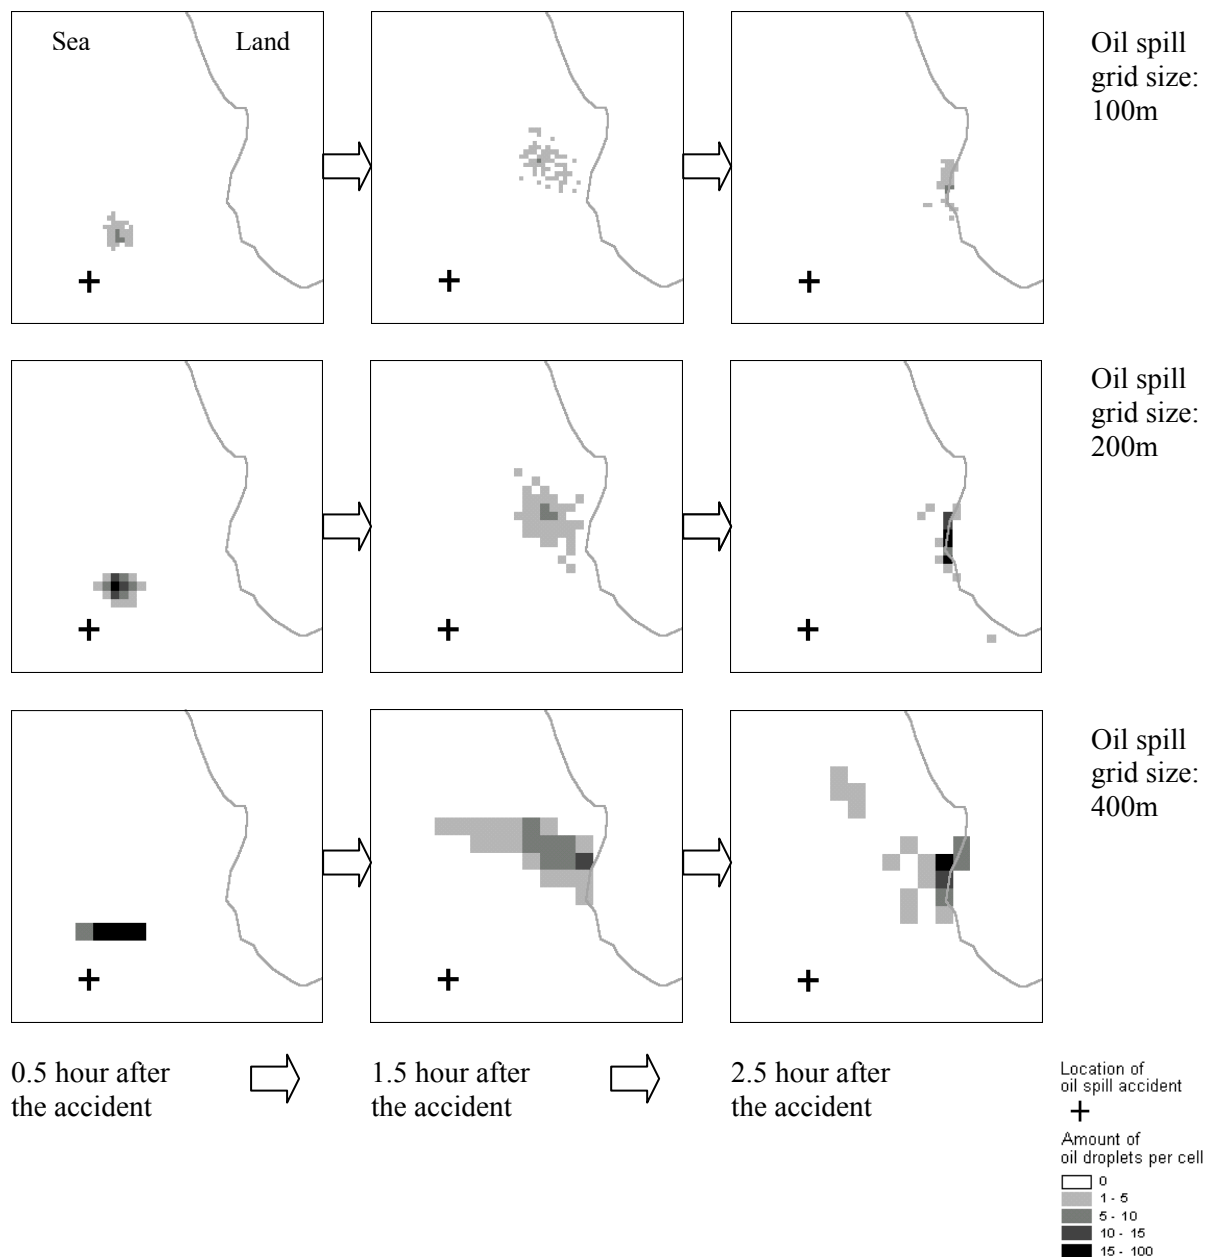 Sea
Land
Oil spill
grid size:
100m
Oil spill
grid size:
200m
Oil spill
grid size:
400m
0.5 hour after
the accident
1.5 hour after
the accident
2.5 hour after
the accident
Location of
oil spill accident
Amount of
oil droplets per cell
0
1 - 5
5 - 10
10 - 15
15 - 100